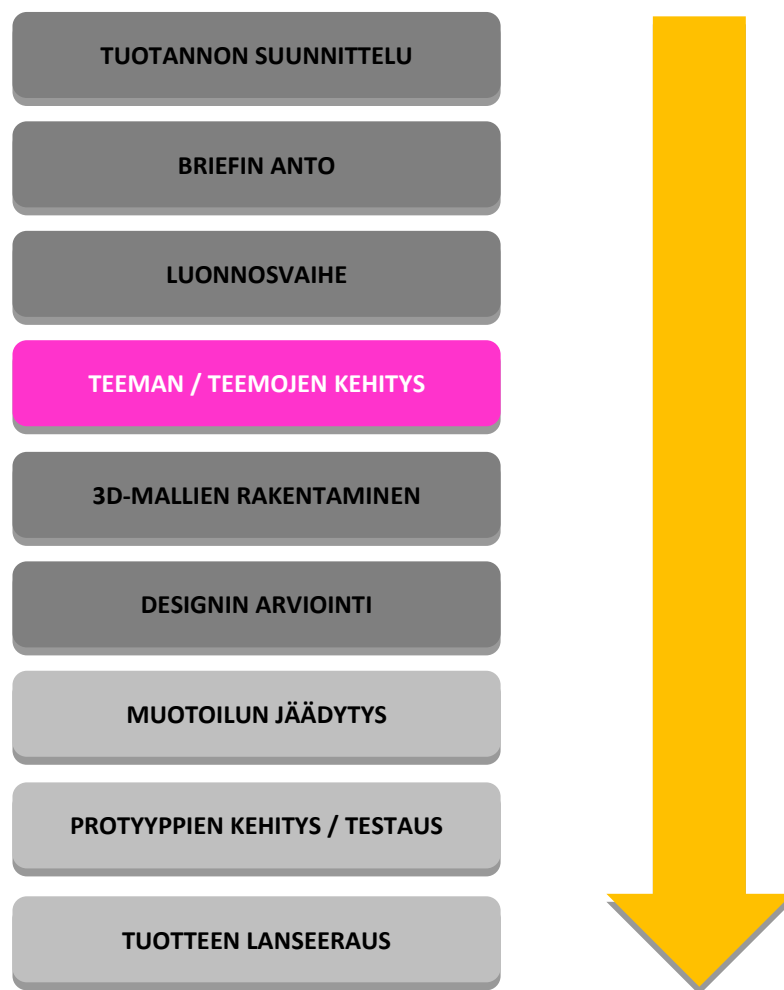 TUOTANNON SUUNNITTELU
BRIEFIN ANTO
LUONNOSVAIHE
TEEMAN / TEEMOJEN KEHITYS
3D-MALLIEN RAKENTAMINEN
DESIGNIN ARVIOINTI
MUOTOILUN JÄÄDYTYS
PROTYYPPIEN KEHITYS / TESTAUS
TUOTTEEN LANSEERAUS